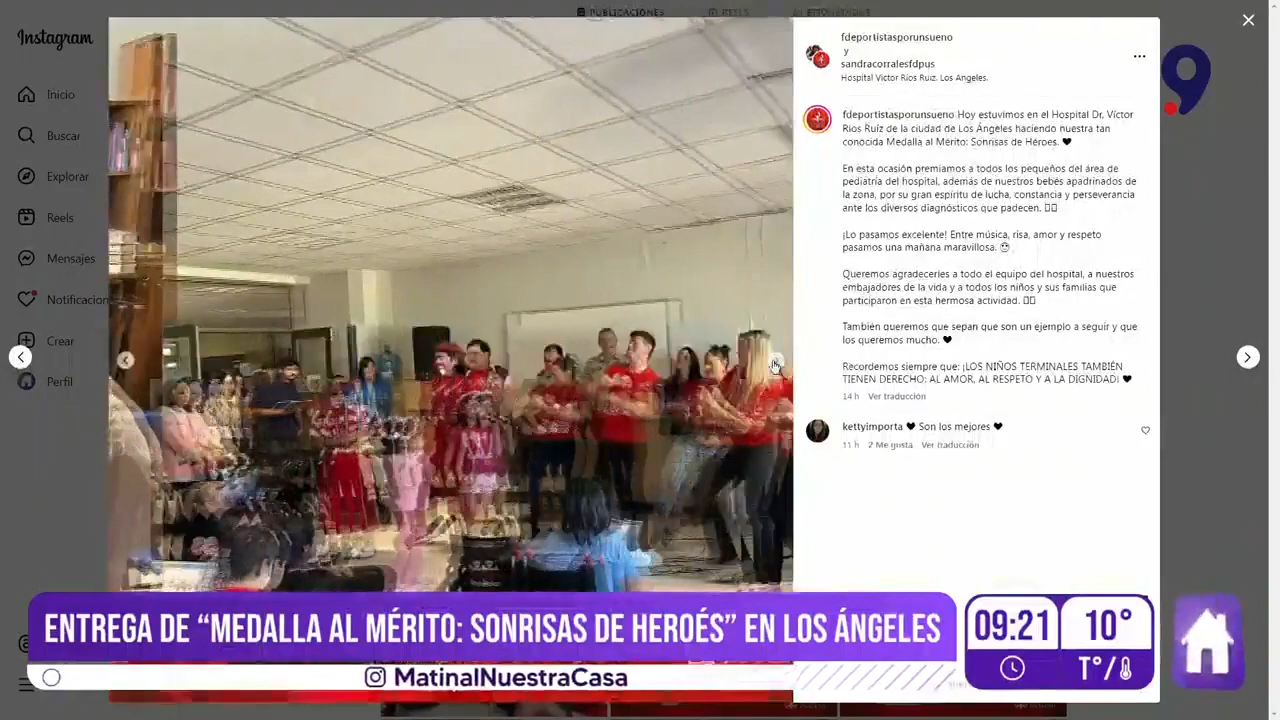 PUBLICACIONES
REELS
ETIQUETADAS
Instagram
Inicio
Buscar
Explorar
Reels
Mensajes
Notificacion
Crear
Perfil
fdeportistasporunsueno
y
sandracorralesfdpus
Hospital Victor Ríos Ruiz. Los Angeles.
fdeportistasporunsueno Hoy estuvimos en el Hospital Dr, Víctor
Rios Ruíz de la ciudad de Los Ángeles haciendo nuestra tan
conocida Medalla al Mérito: Sonrisas de Héroes. 🖤
En esta ocasión premiamos a todos los pequeños del área de
pediatría del hospital, además de nuestros bebés apadrinados de
la zona, por su gran espíritu de lucha, constancia y perseverancia
ante los diversos diagnósticos que padecen.
¡Lo pasamos excelente! Entre música, risa, amor y respeto
pasamos una mañana maravillosa.
Queremos agradecerles a todo el equipo del hospital, a nuestros
embajadores de la vida y a todos los niños y sus familias que
participaron en esta hermosa actividad.
También queremos que sepan que son un ejemplo a seguir y que
los queremos mucho. 🖤
Recordemos siempre que: ¡LOS NIÑOS TERMINALES TAMBIÉN
TIENEN DERECHO: AL AMOR, AL RESPETO Y A LA DIGNIDAD! 🖤
14 h Ver traducción
kettyimporta 🖤 Son los mejores 🖤
11 h 2 Me gusta Ver traducción
9
ENTREGA DE “MEDALLA AL MÉRITO: SONRISAS DE HEROÉS” EN LOS ÁNGELES
09:21
10°
T°/
MatinalNuestraCasa